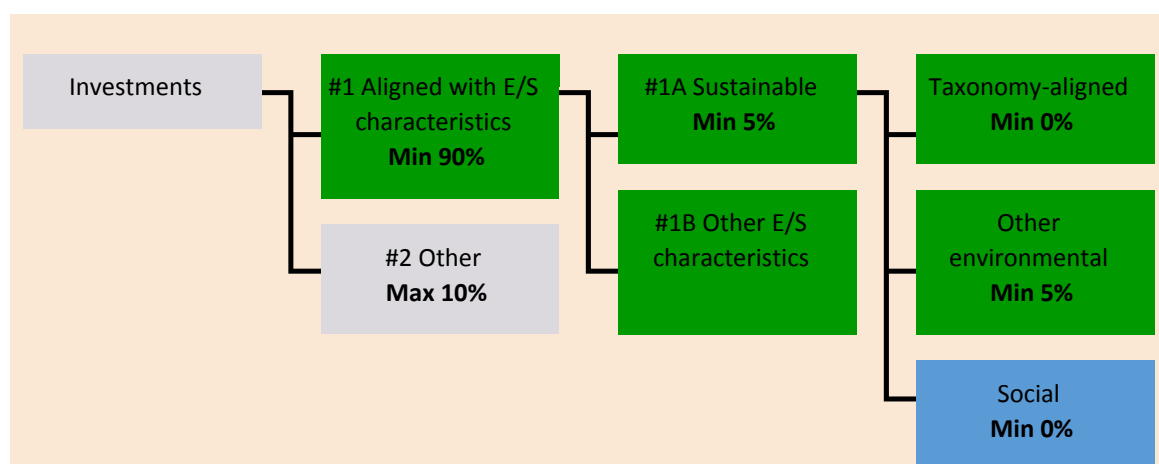 Investments
#1 Aligned with E/S
characteristics
Min 90%
#2 Other
Max 10%
#1A Sustainable
Min 5%
#1B Other E/S
characteristics
Taxonomy-aligned
Min 0%
Other
environmental
Min 5%
Social
Min 0%